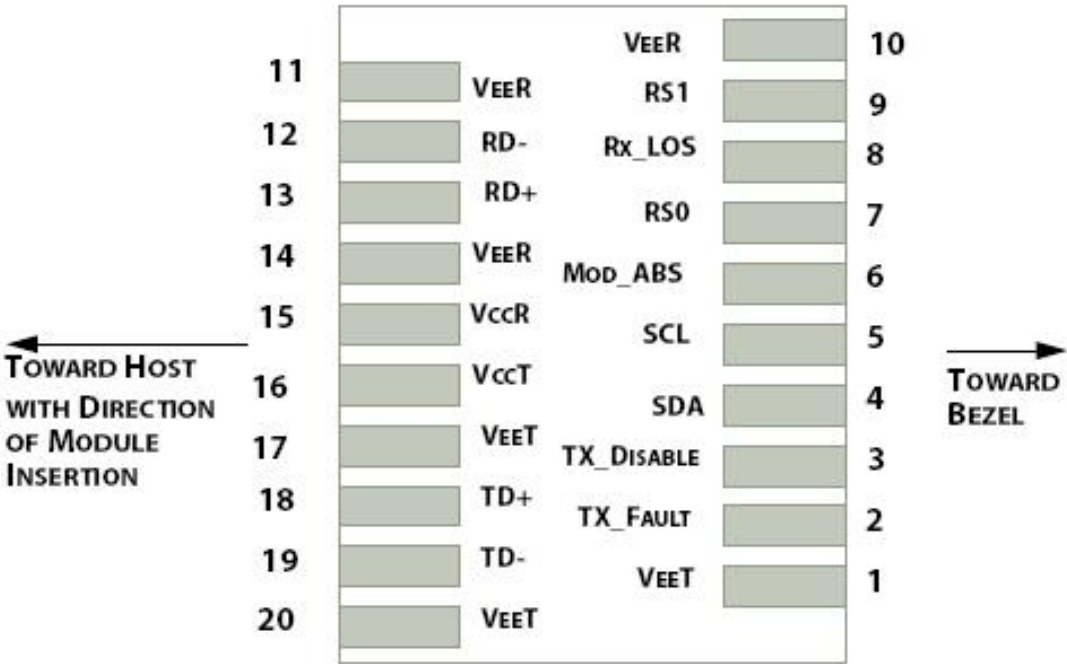 11 VEER
12 RD-
13 RD+
14 VEER
15 VCCR
16 VCCT
17 VEET
18 TD+
19 TD-
20 VEET
VEER 10
RS1 9
RX_LOS 8
RS0 7
MOD_ABS 6
SCL 5
SDA 4
TX_DISABLE 3
TX_FAULT 2
VEET 1
TOWARD HOST
WITH DIRECTION
OF MODULE
INSERTION
TOWARD
BEZEL